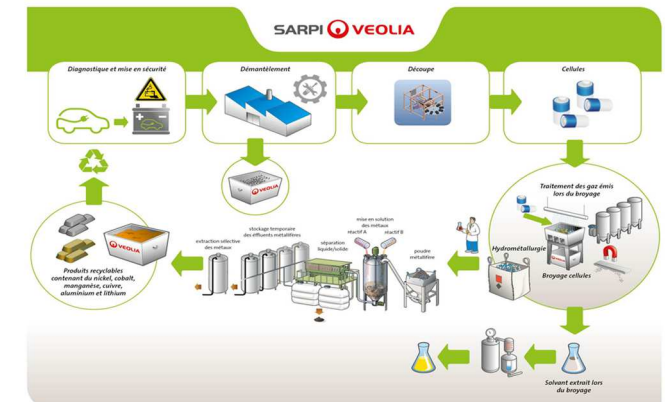 SARPI VEOLIA
Diagnostique et mise en sécurité
Démantèlement
Découpe
Cellules
VEOLIA
Traitement des gaz émis
lors du broyage
Hydrométallurgie
Broyage cellules
mise en solution
des métaux
réactif A
réactif B
poudre
métallifère
séparation
liquide/solide
stockage temporaire
des effluents métallifères
extraction sélective
des métaux
VEOLIA
Produits recyclables
contenant du nickel, cobalt,
manganèse, cuivre,
aluminium et lithium
Solvant extrait lors
du broyage